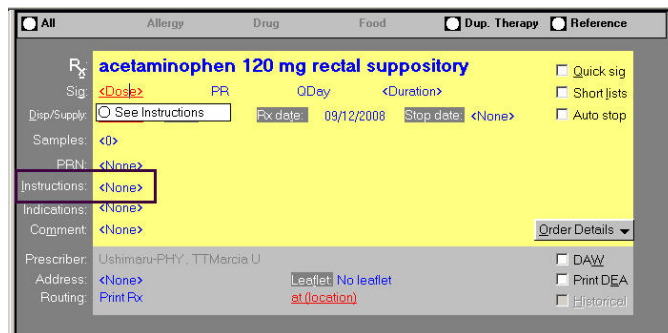 All Allergy Drug Food Dup. Therapy Reference
Rx acetaminophen 120 mg rectal suppository Quick sig
Sig: <Dose> PR QDay <Duration> Short lists
Disp/Supply: See Instructions Rx date: 09/12/2008 Stop date: <None> Auto stop
Samples: <0>
PRN: <None>
Instructions: <None>
Indications: <None>
Comment: <None> Order Details
Prescriber: Ushimaru-PHY, TTMarcia U DAW
Address: <None> Leaflet: No leaflet Print DEA
Routing: Print Rx at (location) Historical